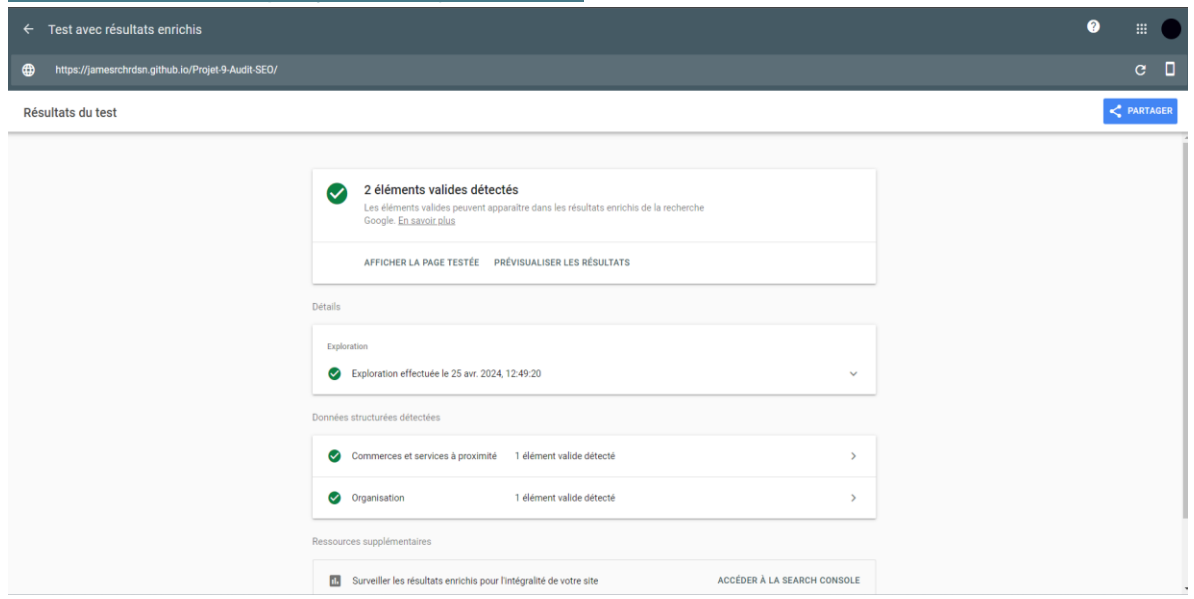 Test avec résultats enrichis
https://jamesrchrdsn.github.io/Projet-9-Audit-SEO/
Résultats du test
PARTAGER
2 éléments valides détectés
Les éléments valides peuvent apparaître dans les résultats enrichis de la recherche
Google. En savoir plus
AFFICHER LA PAGE TESTÉE PRÉVISUALISER LES RÉSULTATS
Détails
Exploration
Exploration effectuée le 25 avr. 2024, 12:49:20
Données structurées détectées
Commerces et services à proximité 1 élément valide détecté
Organisation 1 élément valide détecté
Ressources supplémentaires
Surveiller les résultats enrichis pour l'intégralité de votre site ACCÉDER À LA SEARCH CONSOLE